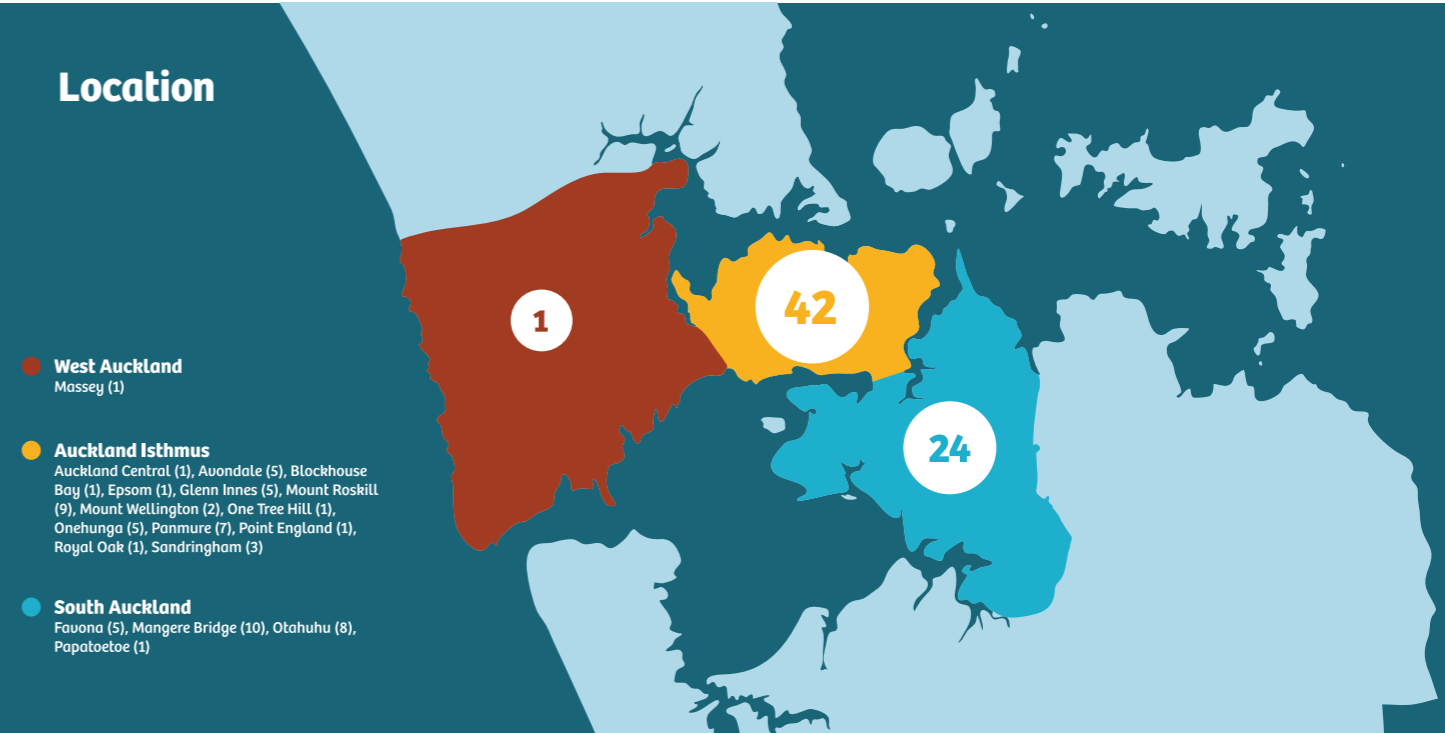 Location
1
42
24
West Auckland
Massey (1)
Auckland Isthmus
Auckland Central (1), Avondale (5), Blockhouse
Bay (1), Epsom (1), Glenn Innes (5), Mount Roskill
(9), Mount Wellington (2), One Tree Hill (1),
Onehunga (5), Panmure (7), Point England (1),
Royal Oak (1), Sandringham (3)
South Auckland
Favona (5), Mangere Bridge (10), Otahuhu (8),
Papatoetoe (1)